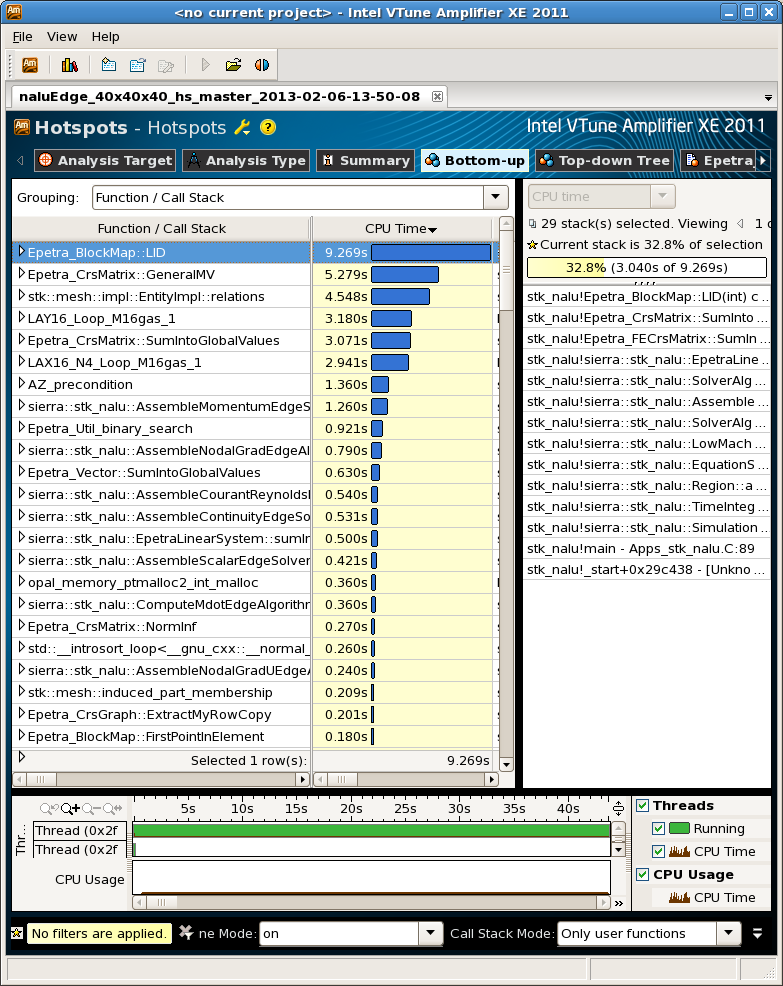 <no current project> - Intel VTune Amplifier XE 2011
File View Help
naluEdge_40x40x40_hs_master_2013-02-06-13-50-08
Hotspots - Hotspots
Intel VTune Amplifier XE 2011
Analysis Target
Analysis Type
Summary
Bottom-up
Top-down Tree
Epetra_
Grouping: Function / Call Stack
Function / Call Stack CPU Time
Epetra_BlockMap::LID 9.269s
Epetra_CrsMatrix::GeneralMV 5.279s
stk::mesh::impl::EntityImpl::relations 4.548s
LAY16_Loop_M16gas_1 3.180s
Epetra_CrsMatrix::SumIntoGlobalValues 3.071s
LAX16_N4_Loop_M16gas_1 2.941s
AZ_precondition 1.360s
sierra::stk_nalu::AssembleMomentumEdgeS 1.260s
Epetra_Util_binary_search 0.921s
sierra::stk_nalu::AssembleNodalGradEdgeAl 0.790s
Epetra_Vector::SumIntoGlobalValues 0.630s
sierra::stk_nalu::AssembleCourantReynolds 0.540s
sierra::stk_nalu::AssembleContinuityEdgeSo 0.531s
sierra::stk_nalu::EpetraLinearSystem::sumIr 0.500s
sierra::stk_nalu::AssembleScalarEdgeSolver 0.421s
opal_memory_ptmalloc2_int_malloc 0.360s
sierra::stk_nalu::ComputeMdotEdgeAlgorithr 0.360s
Epetra_CrsMatrix::NormInf 0.270s
std::__introsort_loop<__gnu_cxx::__normal_ 0.260s
sierra::stk_nalu::AssembleNodalGradUEdgeA 0.240s
stk::mesh::induced_part_membership 0.209s
Epetra_CrsGraph::ExtractMyRowCopy 0.201s
Epetra_BlockMap::FirstPointInElement 0.180s
Selected 1 row(s): 9.269s
CPU time
29 stack(s) selected. Viewing 1 o
Current stack is 32.8% of selection
32.8% (3.040s of 9.269s)
stk_nalu!Epetra_BlockMap::LID(int) c ...
stk_nalu!Epetra_CrsMatrix::SumInto ...
stk_nalu!Epetra_FECrsMatrix::SumIn ...
stk_nalu!sierra::stk_nalu::EpetraLine ...
stk_nalu!sierra::stk_nalu::SolverAlg ...
stk_nalu!sierra::stk_nalu::Assemble ...
stk_nalu!sierra::stk_nalu::SolverAlg ...
stk_nalu!sierra::stk_nalu::LowMach ...
stk_nalu!sierra::stk_nalu::EquationS ...
stk_nalu!sierra::stk_nalu::Region::a ...
stk_nalu!sierra::stk_nalu::TimeInteg ...
stk_nalu!sierra::stk_nalu::Simulation ...
stk_nalu!main - Apps_stk_nalu.C:89
stk_nalu!_start+0x29c438 - [Unkno ...
5s 10s 15s 20s 25s 30s 35s 40s
Thr...
Thread (0x2f
Thread (0x2f
CPU Usage
Threads
Running
CPU Time
CPU Usage
CPU Time
No filters are applied. ne Mode: on Call Stack Mode: Only user functions